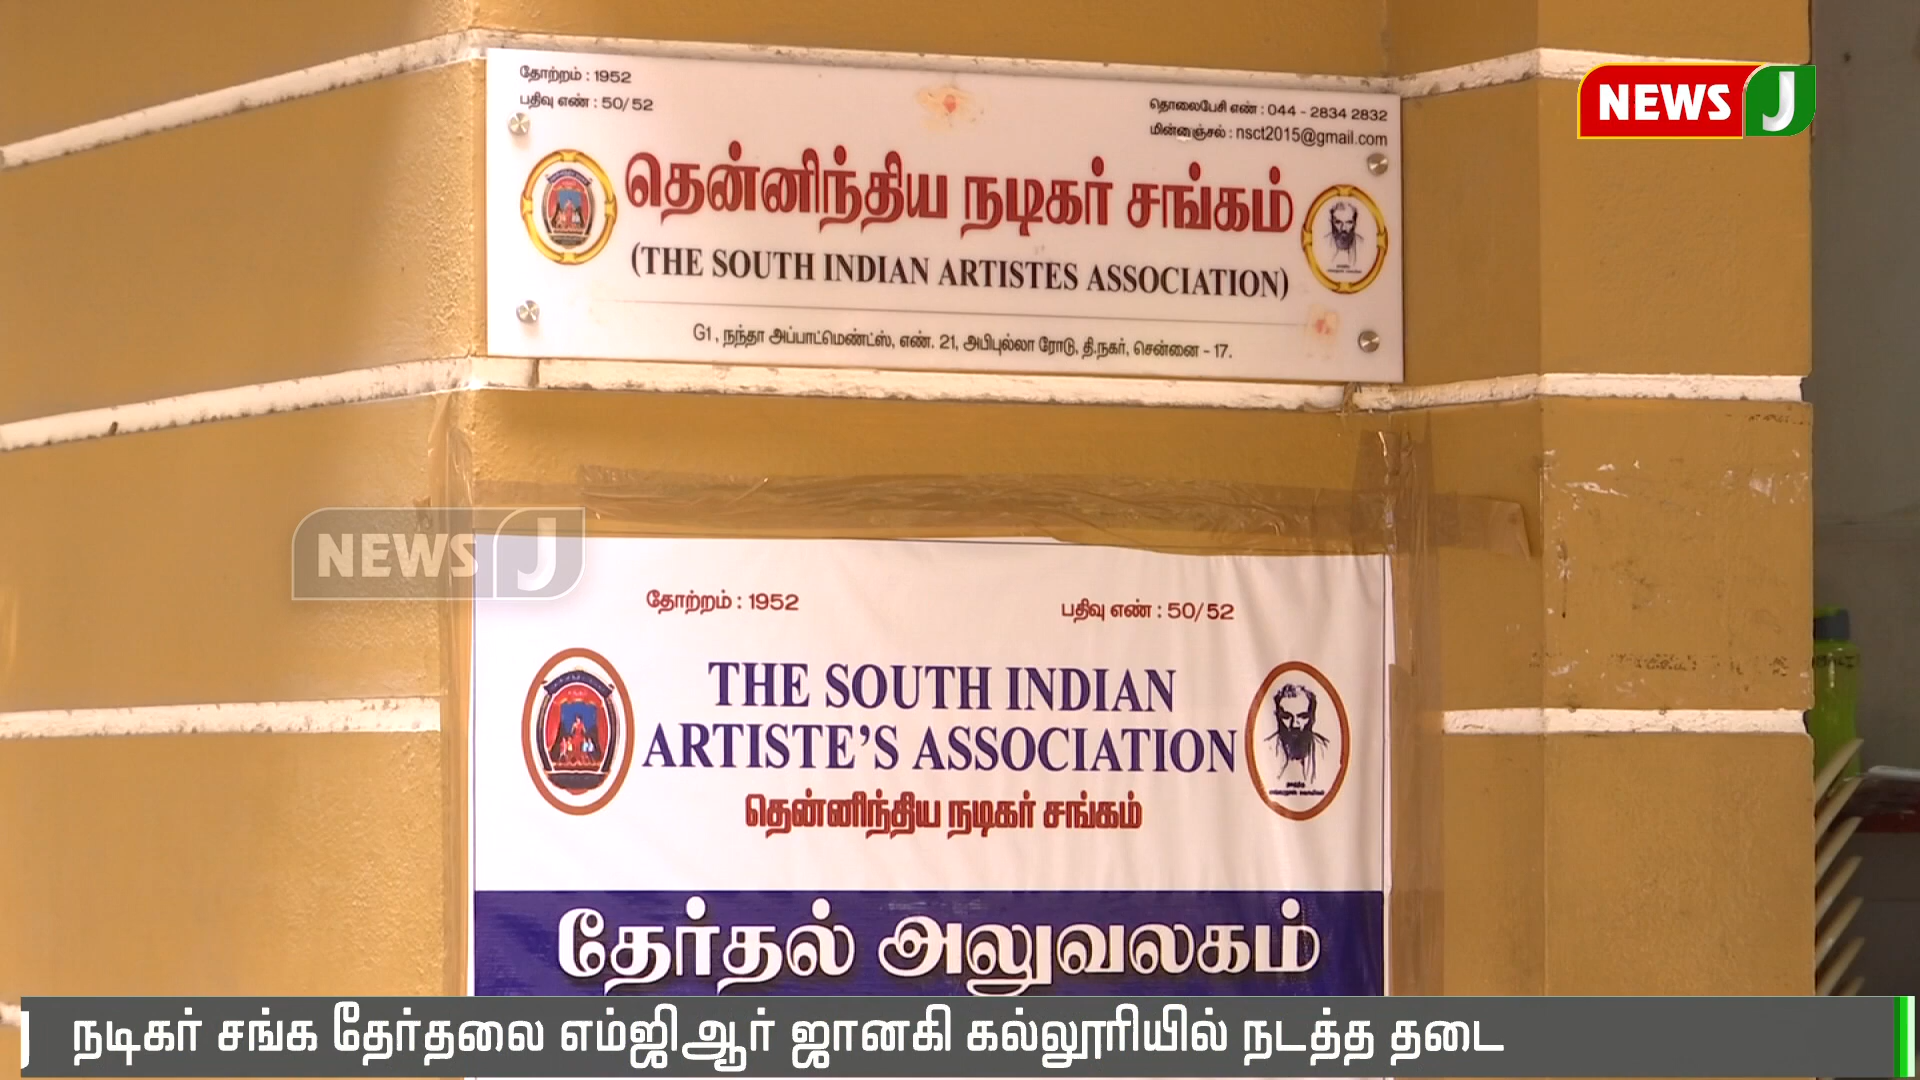 தோற்றம் : 1952
பதிவு எண் : 50/52
தொலைபேசி எண் : 044 - 2834 2832
மின்னஞ்சல் : nsct2015@gmail.com
NEWS J
தென்னிந்திய நடிகர் சங்கம்
(THE SOUTH INDIAN ARTISTES ASSOCIATION)
G1, நந்தா அப்பாட்மெண்ட்ஸ், எண். 21, அபிபுல்லா ரோடு, தி.நகர், சென்னை - 17.
NEWS J
தோற்றம் : 1952
பதிவு எண் : 50/52
THE SOUTH INDIAN
ARTISTE'S ASSOCIATION
தென்னிந்திய நடிகர் சங்கம்
தேர்தல் அலுவலகம்
நடிகர் சங்க தேர்தலை எம்ஜிஆர் ஜானகி கல்லூரியில் நடத்த தடை